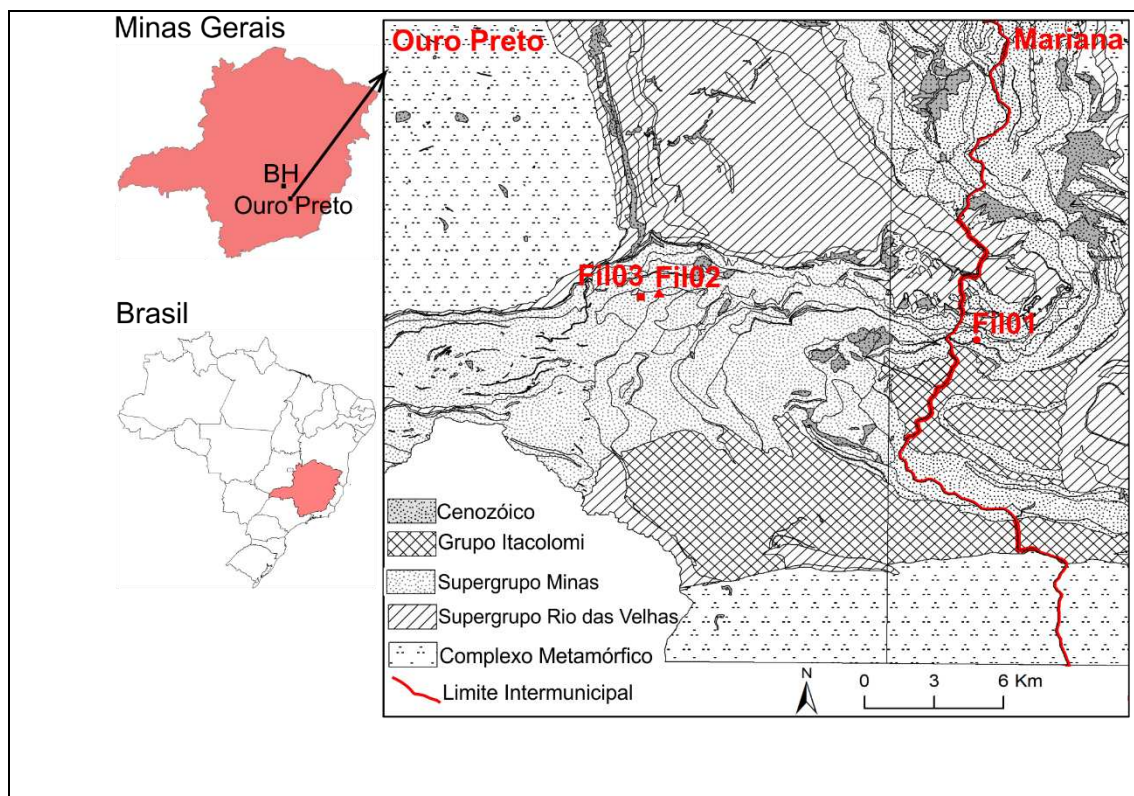 Minas Gerais
BH
Ouro Preto
Brasil
Ouro Preto
Mariana
Fil03
Fil02
Fil01
Cenozóico
Grupo Itacolomi
Supergrupo Minas
Supergrupo Rio das Velhas
Complexo Metamórfico
Limite Intermunicipal
N
0 3 6 Km